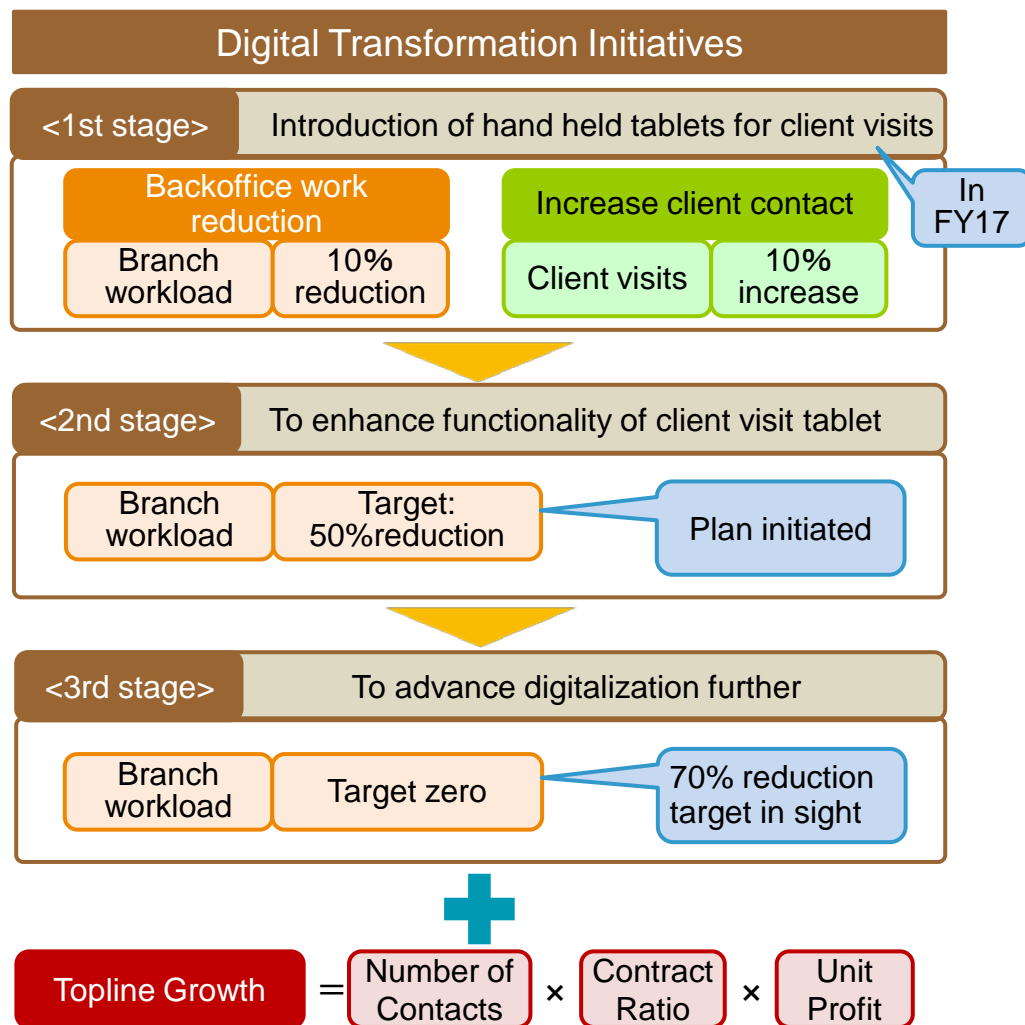 Digital Transformation Initiatives
<1st stage>
Introduction of hand held tablets for client visits
In
FY17
Backoffice work
reduction
Increase client contact
Branch
workload
10%
reduction
Client visits
10%
increase
<2nd stage>
To enhance functionality of client visit tablet
Branch
workload
Target:
50%reduction
Plan initiated
<3rd stage>
To advance digitalization further
Branch
workload
Target zero
70% reduction
target in sight
Topline Growth
=
Number of
Contacts
×
Contract
Ratio
×
Unit
Profit